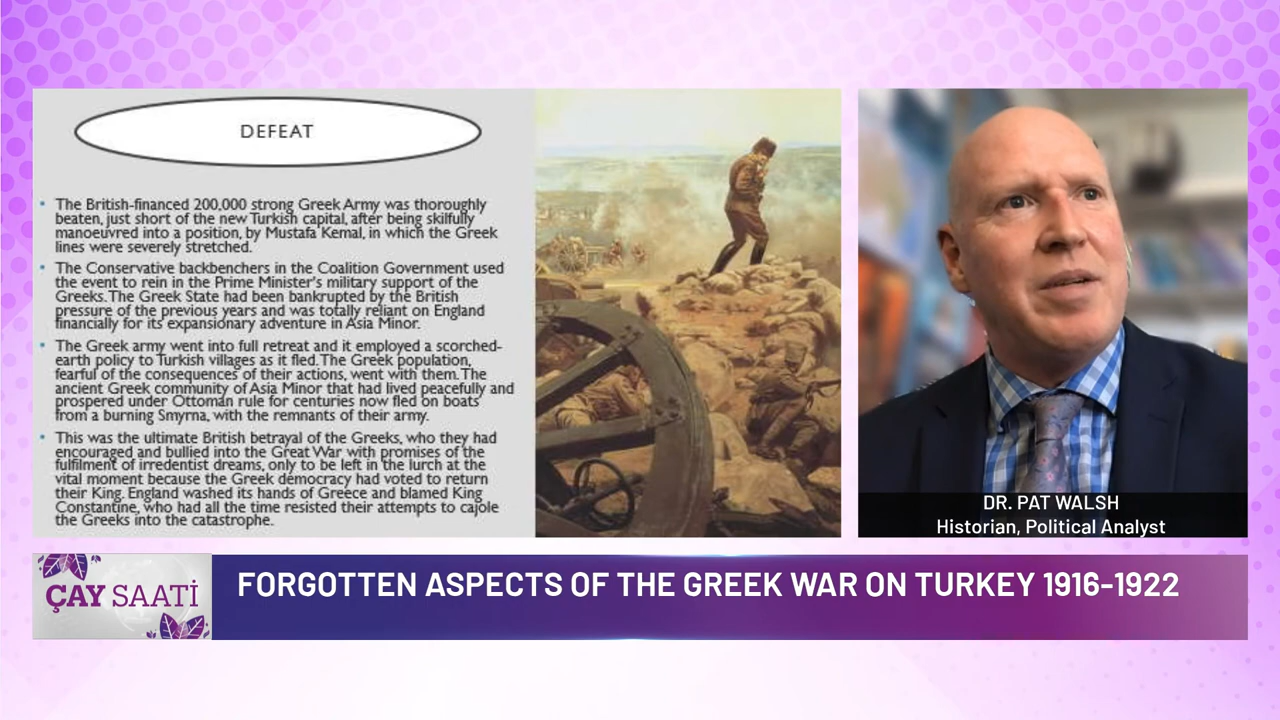 DEFEAT
The British-financed 200,000 strong Greek Army was thoroughly
beaten, just short of the new Turkish capital, after being skilfully
manoeuvred into a position, by Mustafa Kemal, in which the Greek
lines were severely stretched.
The Conservative backbenchers in the Coalition Government used
the event to rein in the Prime Minister's military support of the
Greeks. The Greek State had been bankrupted by the British
pressure of the previous years and was totally reliant on England
financially for its expansionary adventure in Asia Minor.
The Greek army went into full retreat and it employed a scorched-
earth policy to Turkish villages as it fled. The Greek population,
fearful of the consequences of their actions, went with them. The
ancient Greek community of Asia Minor that had lived peacefully and
prospered under Ottoman rule for centuries now fled on boats
from a burning Smyrna, with the remnants of their army.
This was the ultimate British betrayal of the Greeks, who they had
encouraged and bullied into the Great War with promises of the
fulfilment of irredentist dreams, only to be left in the lurch at the
vital moment because the Greek democracy had voted to return
their King. England washed its hands of Greece and blamed King
Constantine, who had all the time resisted their attempts to cajole
the Greeks into the catastrophe.
DR. PAT WALSH
Historian, Political Analyst
ÇAY SAATİ
FORGOTTEN ASPECTS OF THE GREEK WAR ON TURKEY 1916-1922